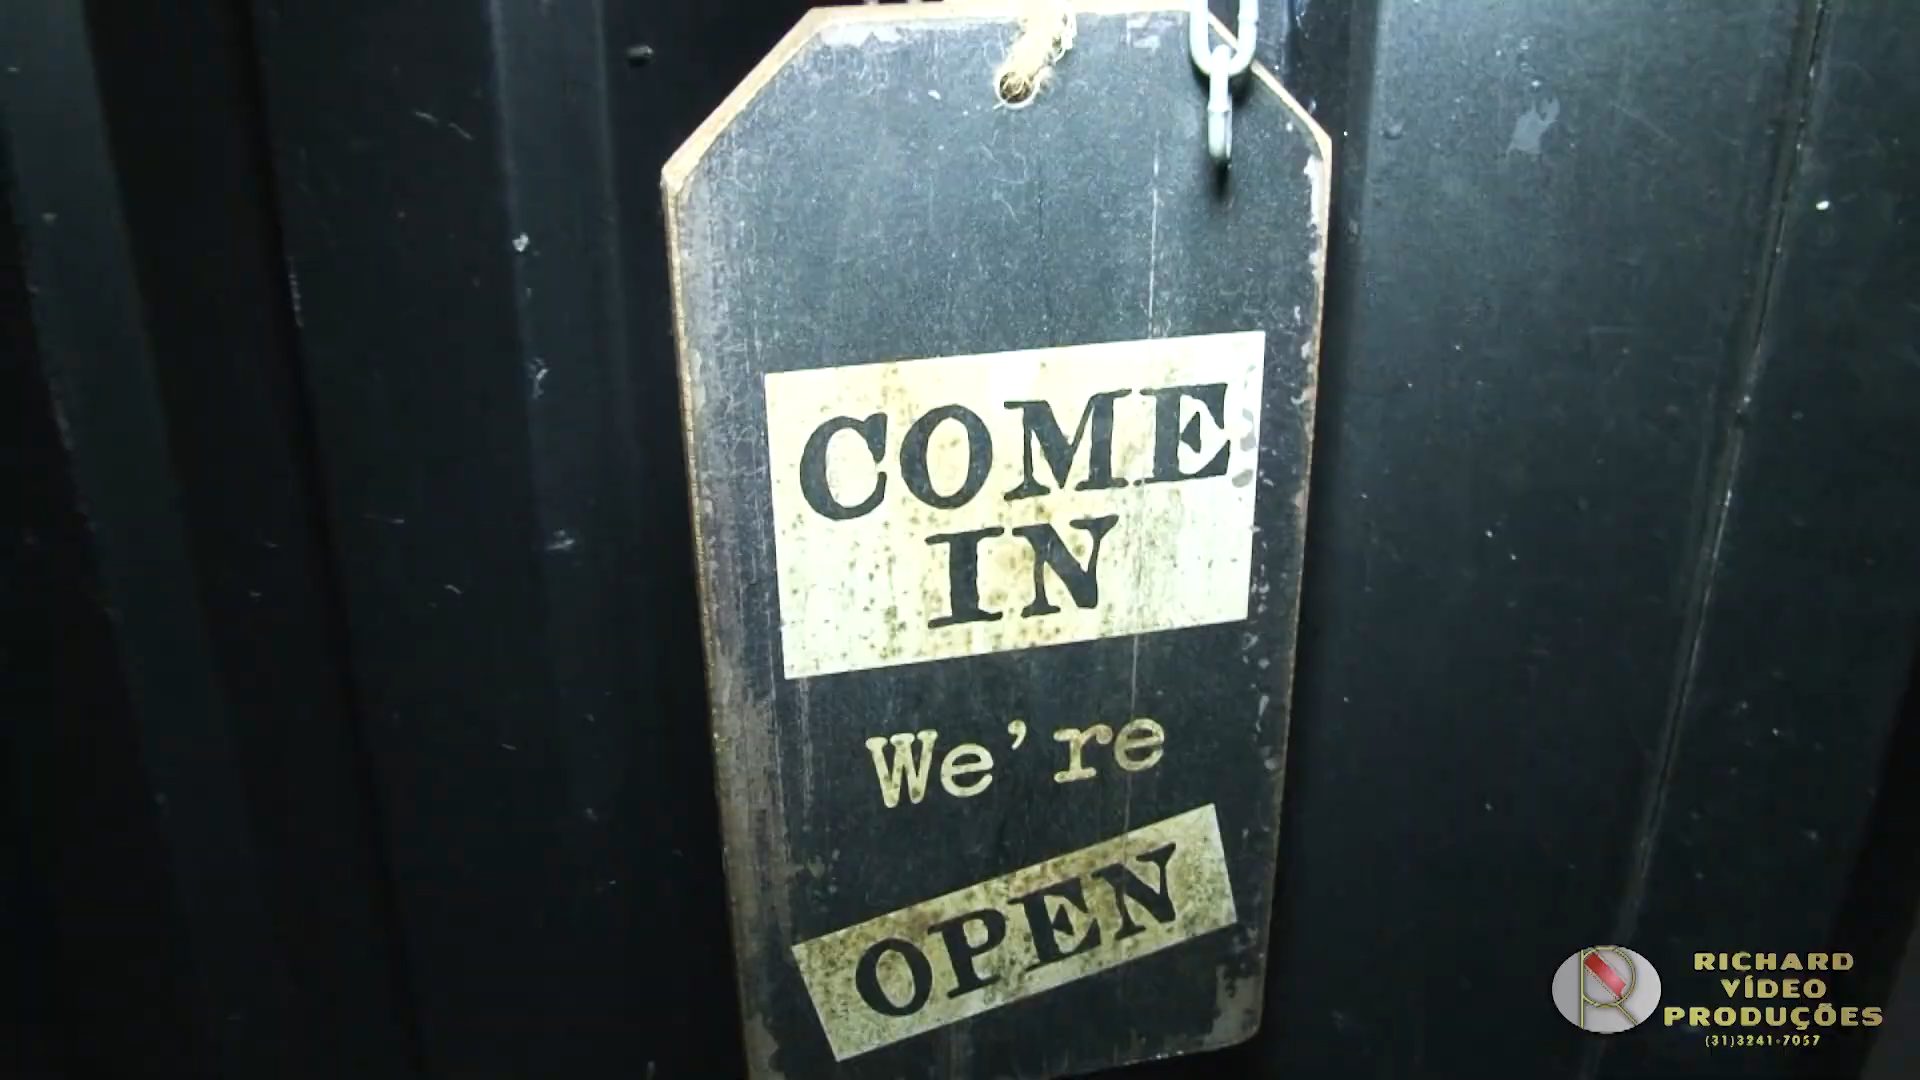 COME
IN
We're
OPEN
RICHARD
VÍDEO
PRODUÇÕES
(31)3241-7057